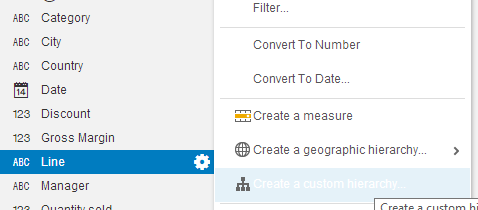 ABC Category
ABC City
ABC Country
14 Date
123 Discount
123 Gross Margin
ABC Line
ABC Manager
123 Quantity sold
Filter...
Convert To Number
Convert To Date...
Create a measure
Create a geographic hierarchy...
Create a custom hierarchy...
Create a custom hi